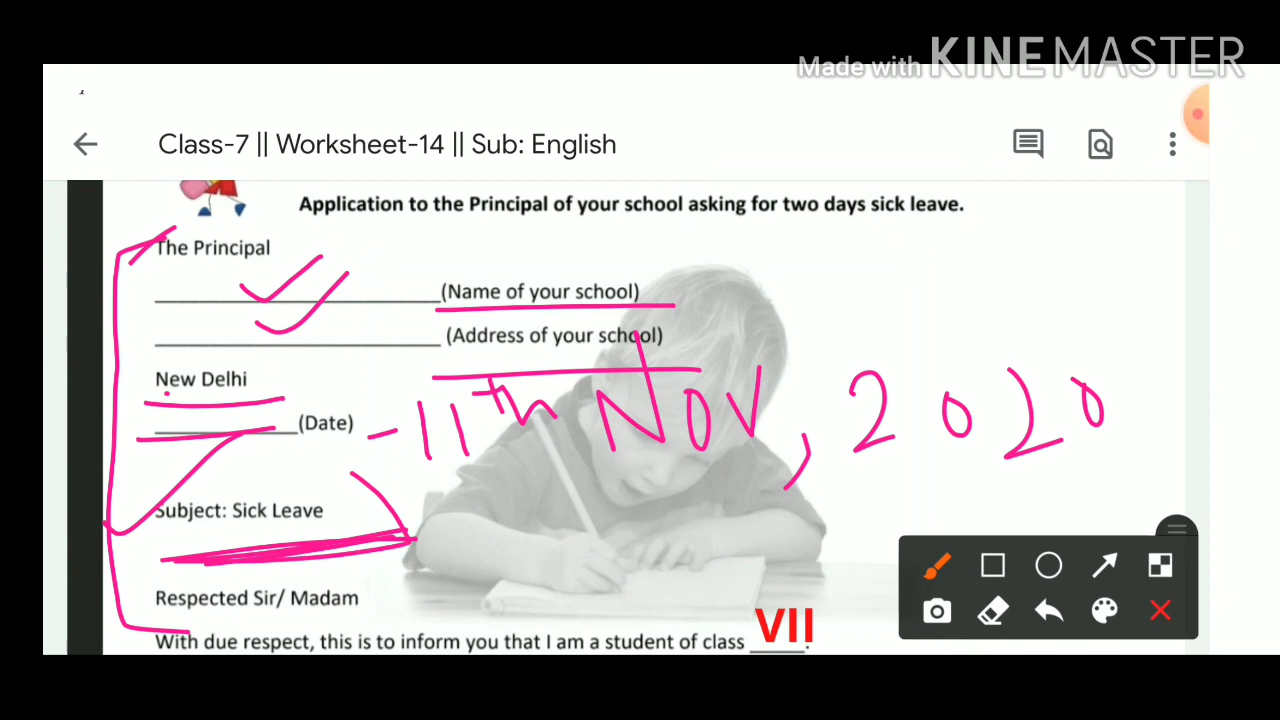 Made with KINEMASTER
Class-7 || Worksheet-14 || Sub: English
Application to the Principal of your school asking for two days sick leave.
The Principal
__________________________(Name of your school)
__________________________ (Address of your school)
New Delhi
_____________(Date) - 11th Nov, 2020
Subject: Sick Leave
Respected Sir/ Madam
With due respect, this is to inform you that I am a student of class VII.